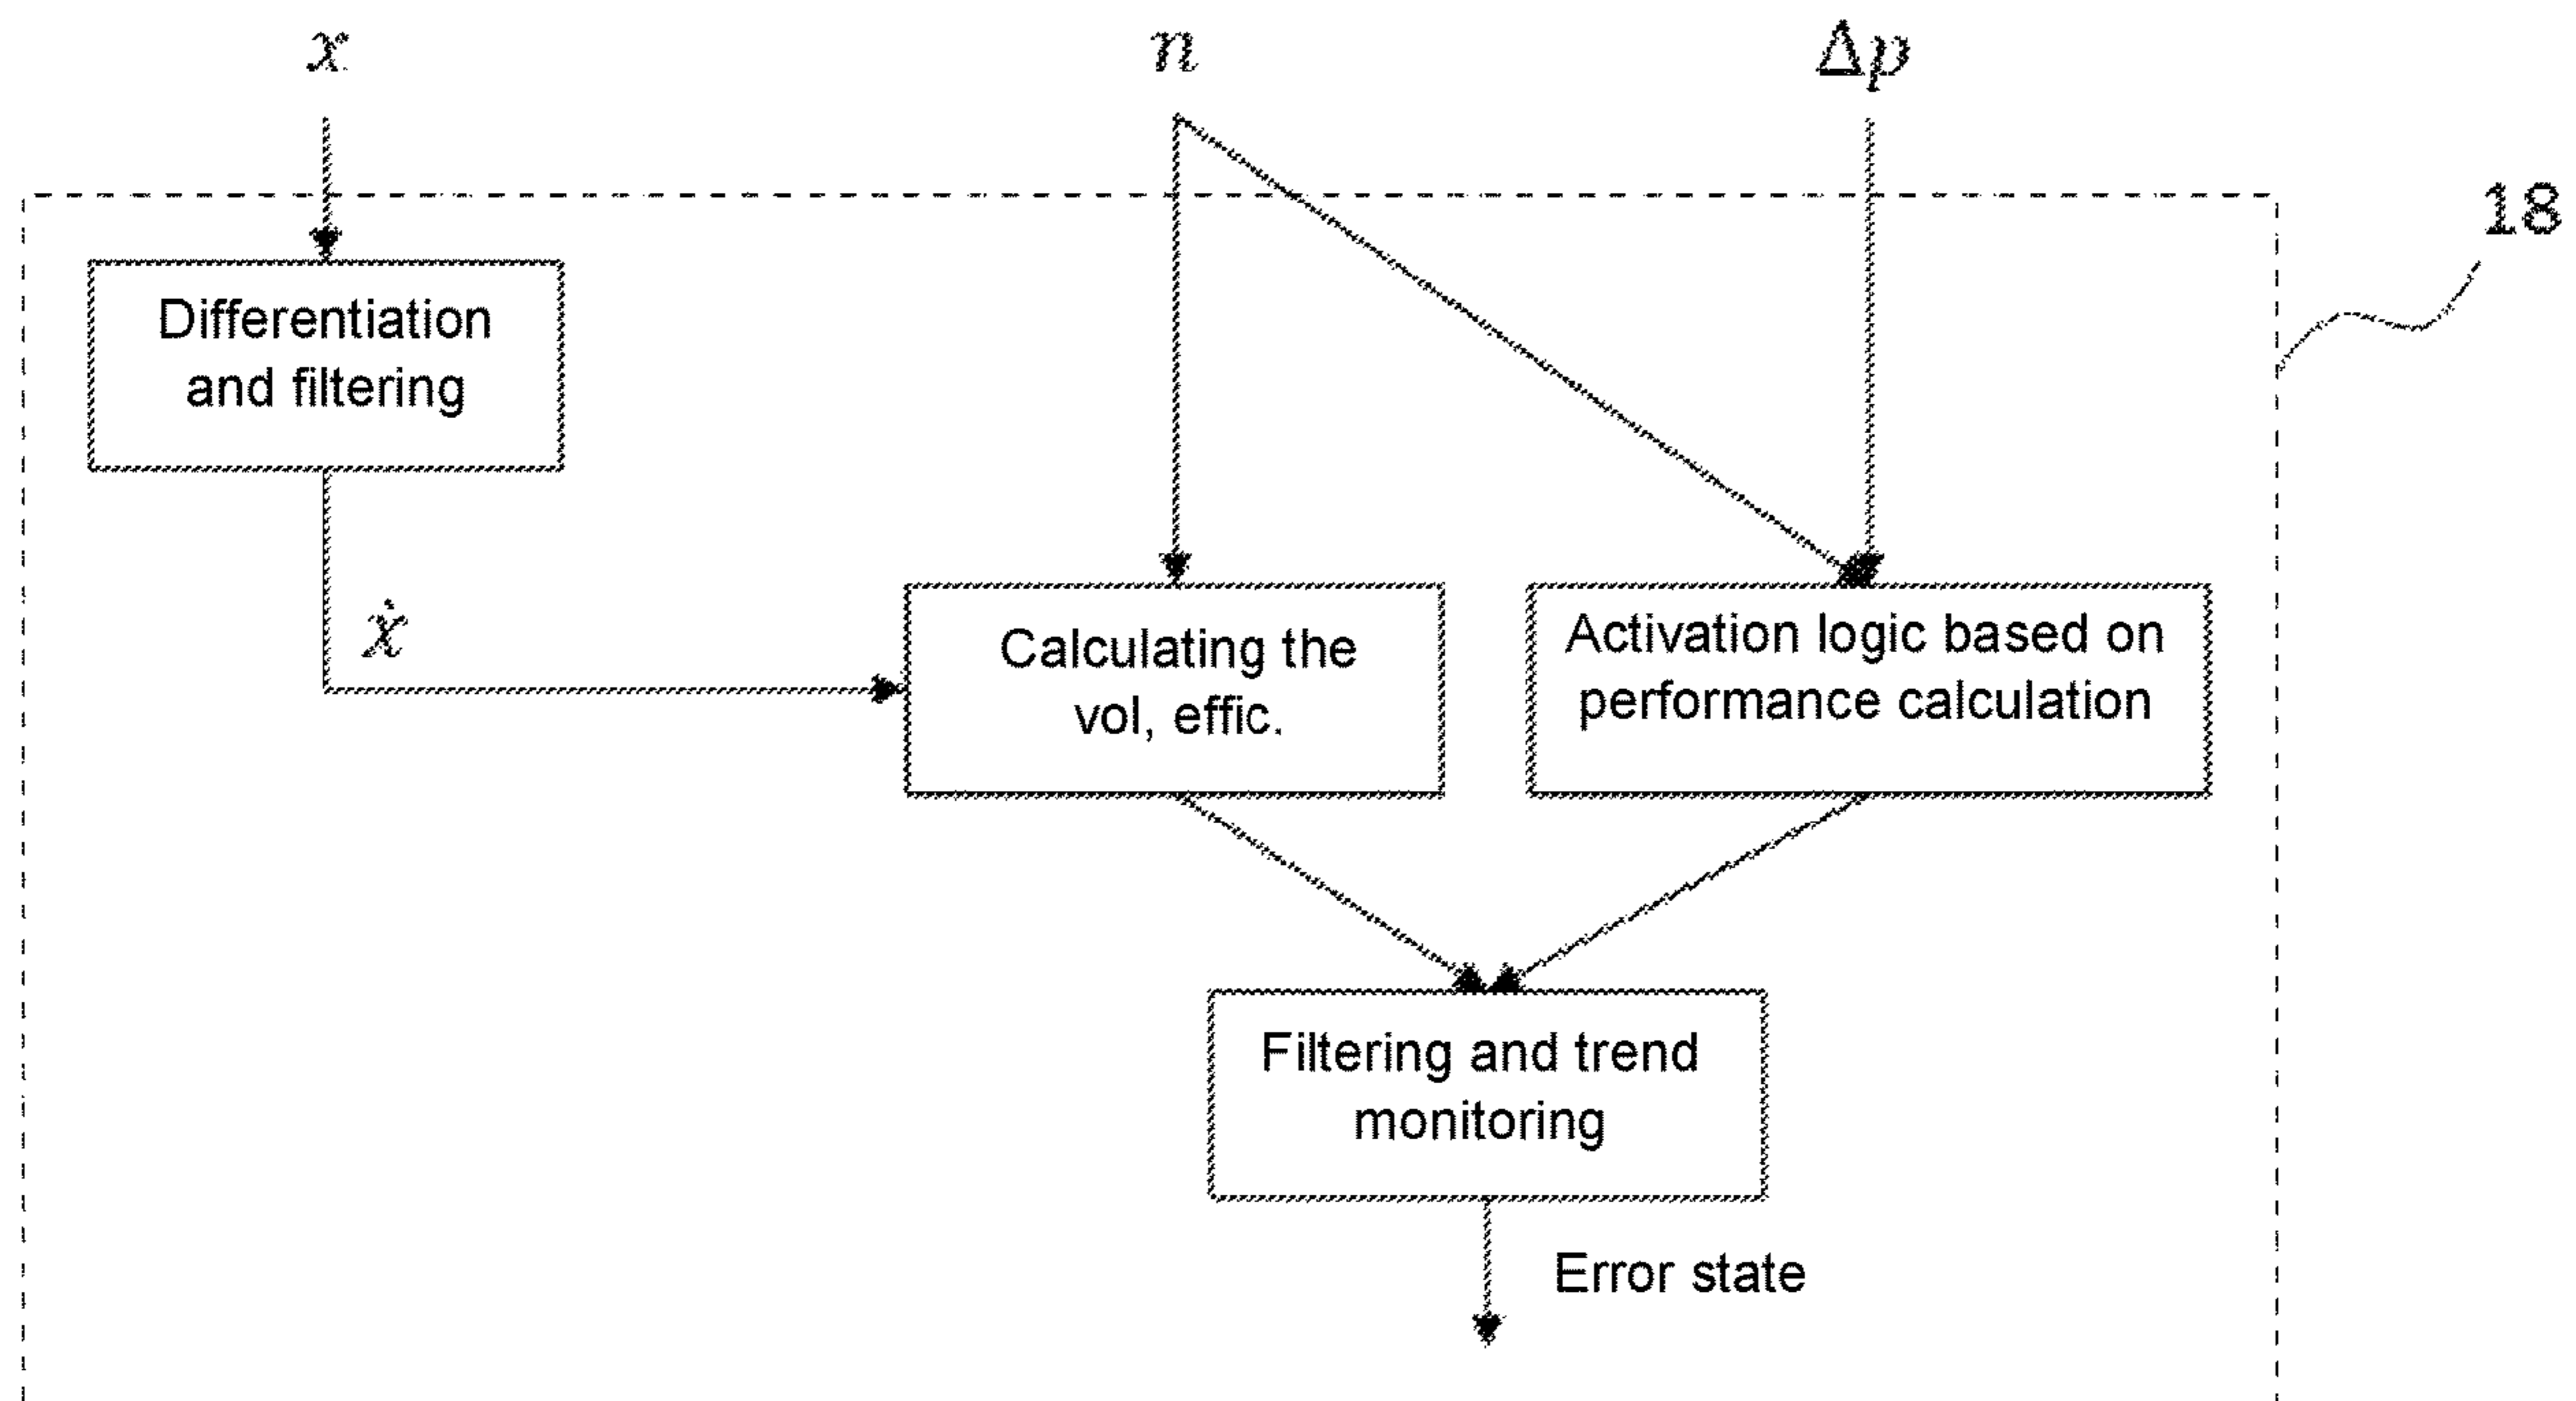 x
n
Δp
18
Differentiation
and filtering
ẋ
Calculating the
vol, effic.
Activation logic based on
performance calculation
Filtering and trend
monitoring
Error state